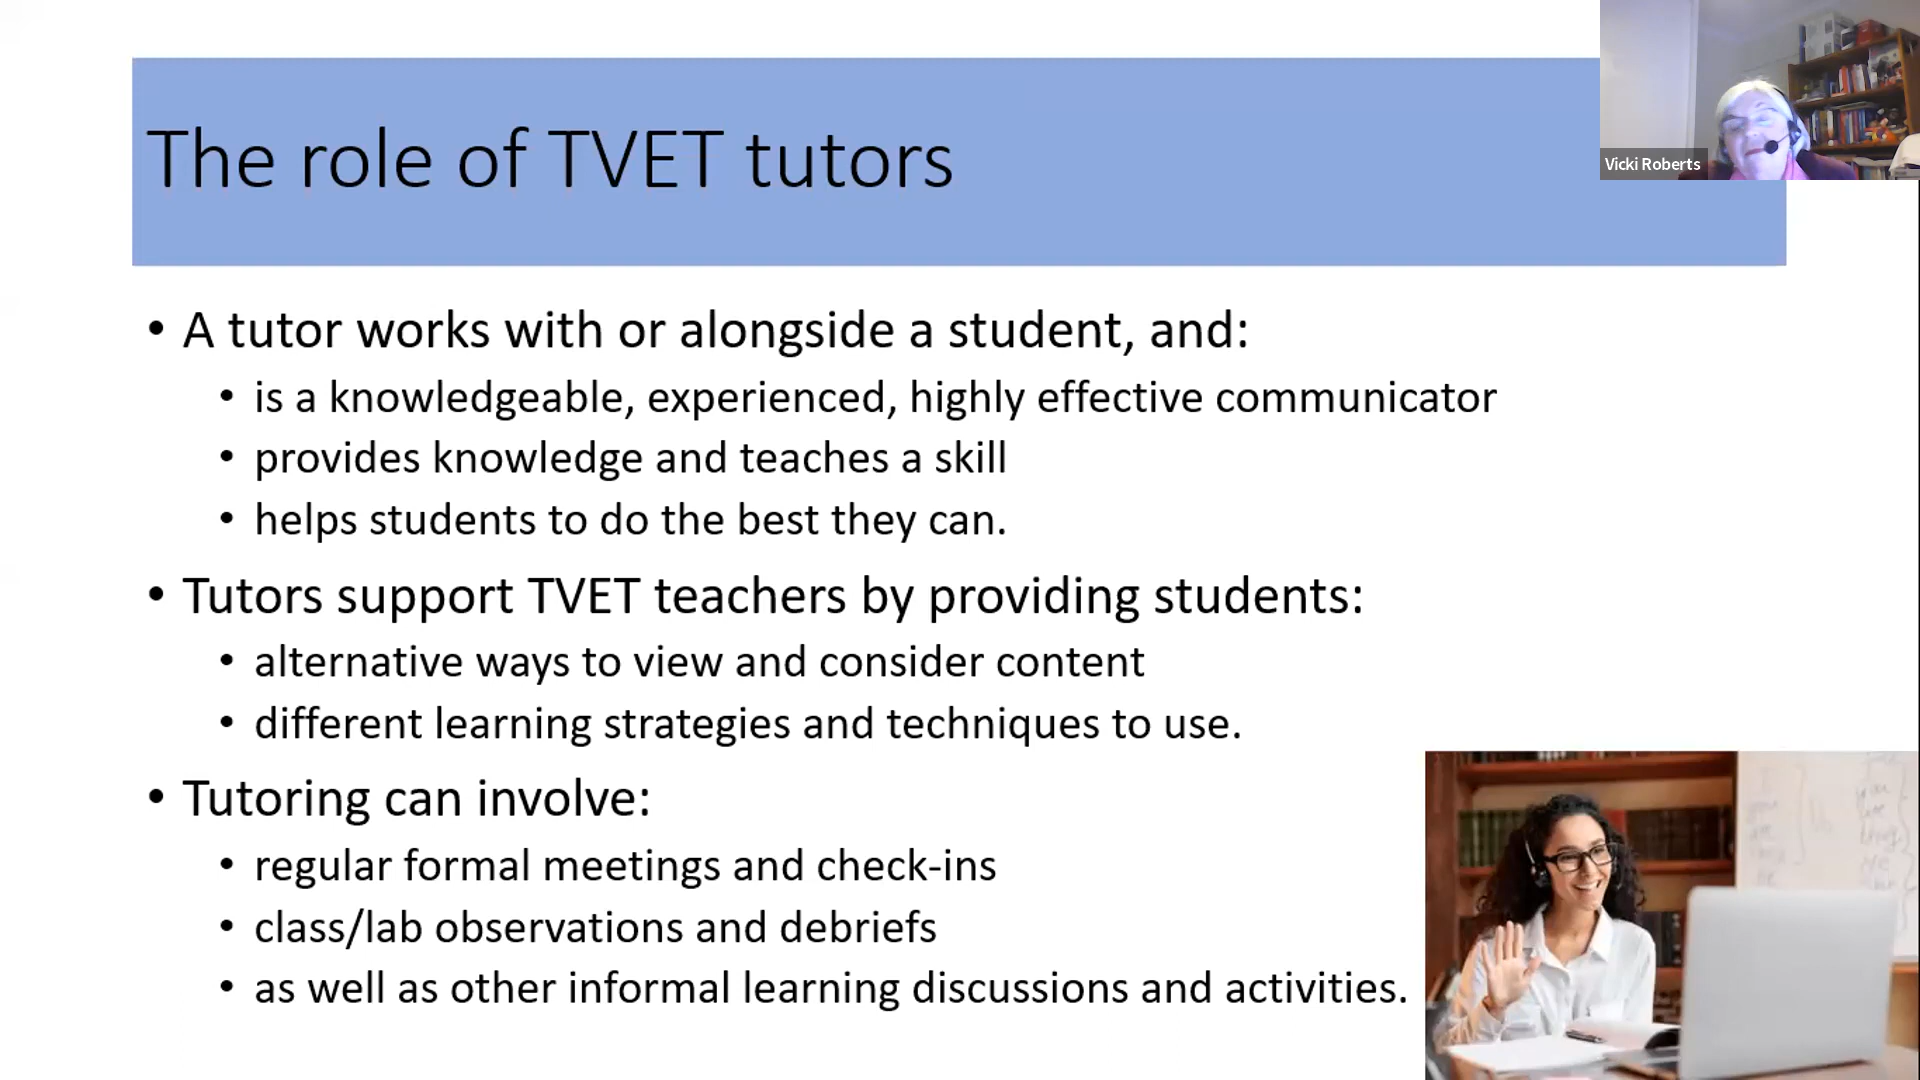 The role of TVET tutors
Vicki Roberts
• A tutor works with or alongside a student, and:
• is a knowledgeable, experienced, highly effective communicator
• provides knowledge and teaches a skill
• helps students to do the best they can.
• Tutors support TVET teachers by providing students:
• alternative ways to view and consider content
• different learning strategies and techniques to use.
• Tutoring can involve:
• regular formal meetings and check-ins
• class/lab observations and debriefs
• as well as other informal learning discussions and activities.